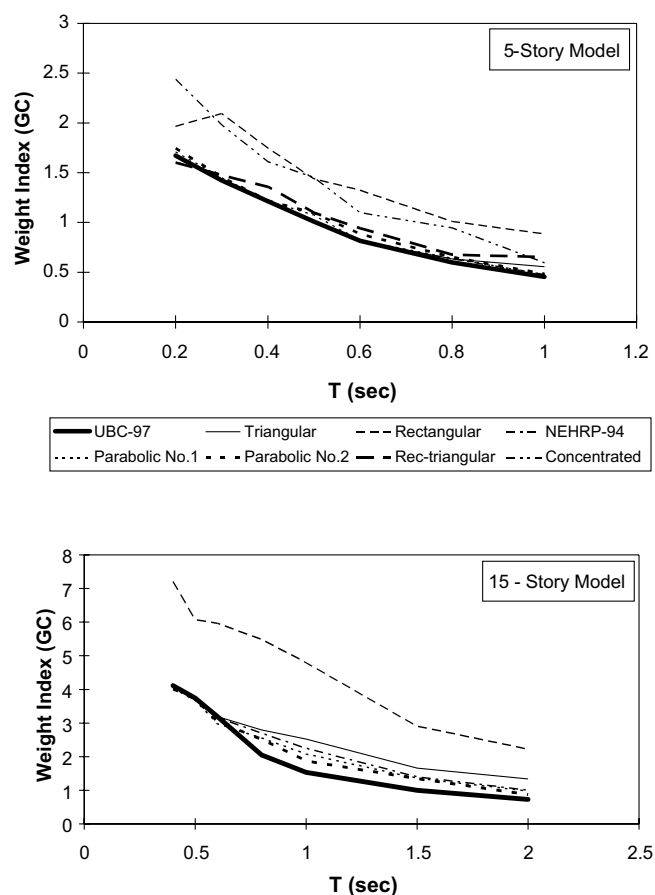 3
2.5
2
1.5
1
0.5
0
Weight Index (GC)
5-Story Model
0 0.2 0.4 0.6 0.8 1 1.2
T (sec)
UBC-97 Triangular Rectangular NEHRP-94
Parabolic No.1 Parabolic No.2 Rec-triangular Concentrated
8
7
6
5
4
3
2
1
0
Weight Index (GC)
15 - Story Model
0 0.5 1 1.5 2 2.5
T (sec)